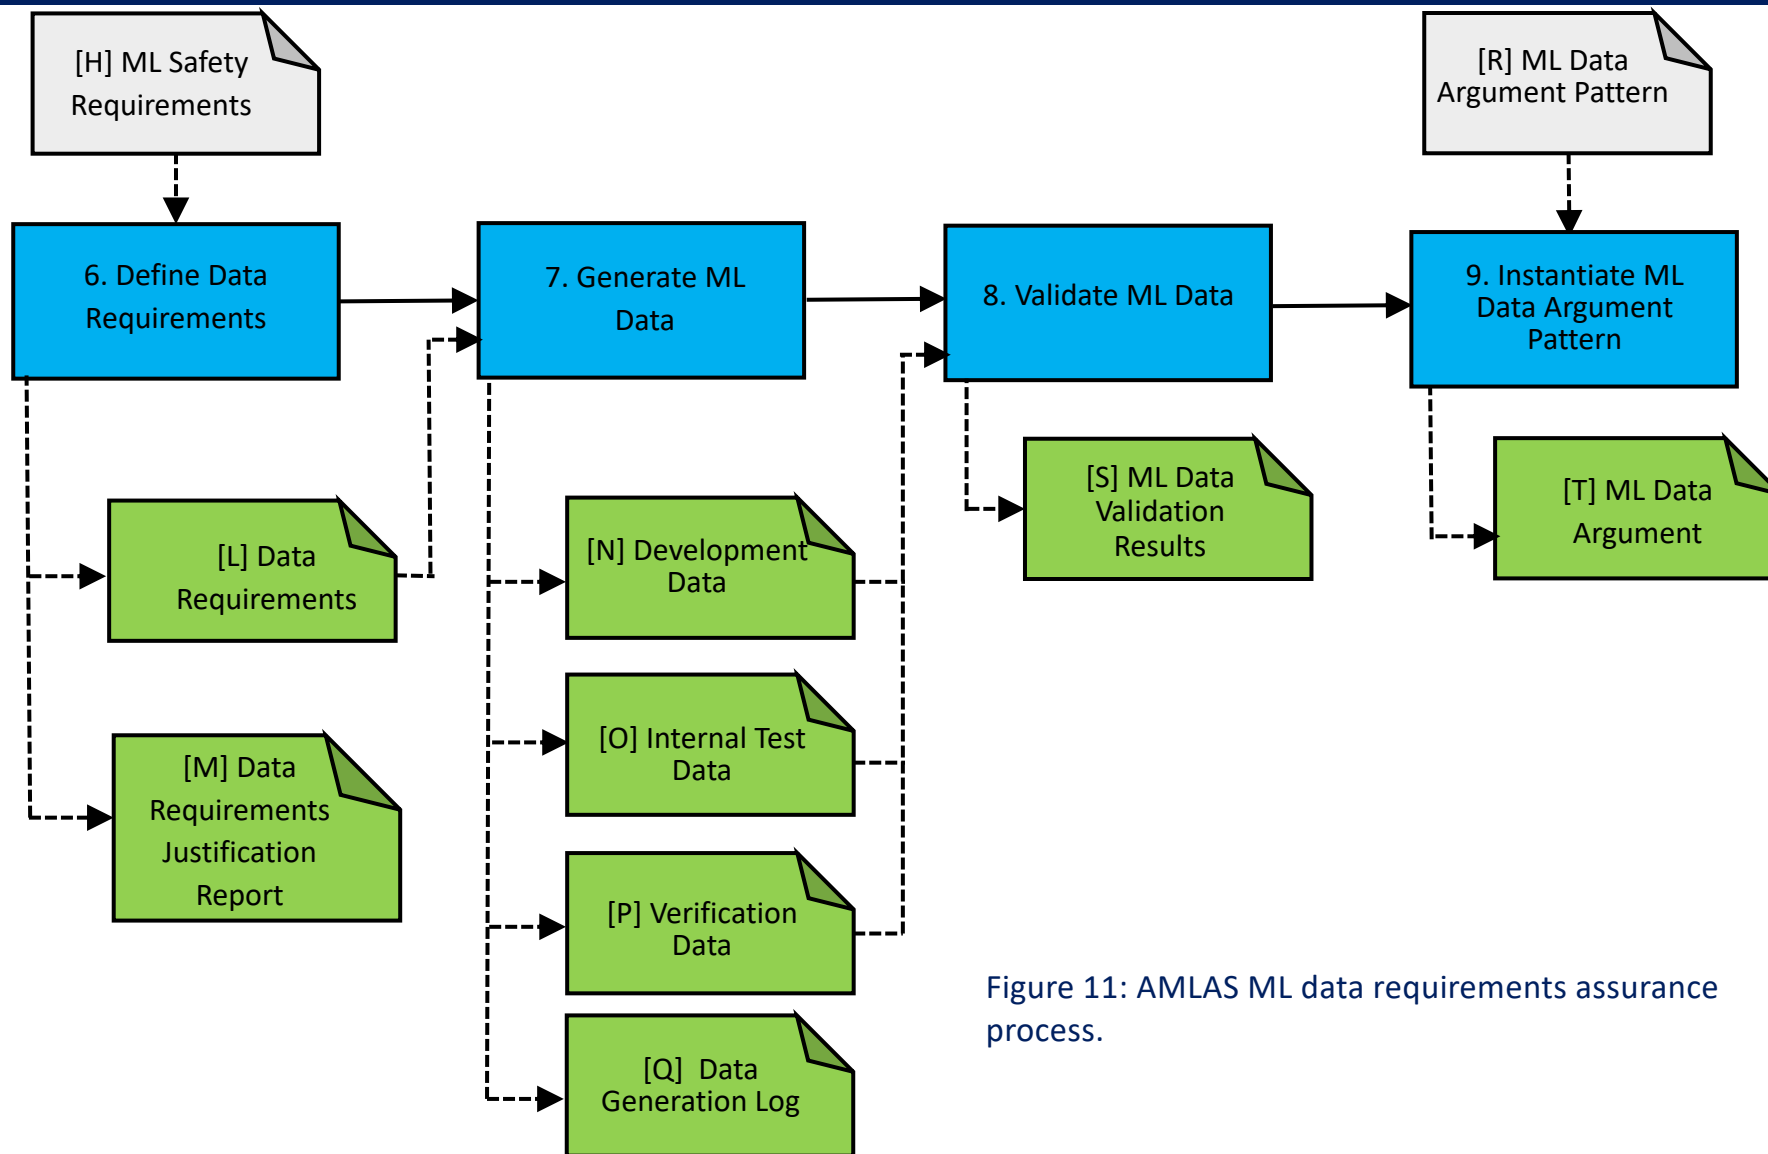 [H] ML Safety
Requirements
[R] ML Data
Argument Pattern
6. Define Data
Requirements
7. Generate ML
Data
8. Validate ML Data
9. Instantiate ML
Data Argument
Pattern
[L] Data
Requirements
[M] Data
Requirements
Justification
Report
[N] Development
Data
[O] Internal Test
Data
[P] Verification
Data
[Q] Data
Generation Log
[S] ML Data
Validation
Results
[T] ML Data
Argument
Figure 11: AMLAS ML data requirements assurance
process.